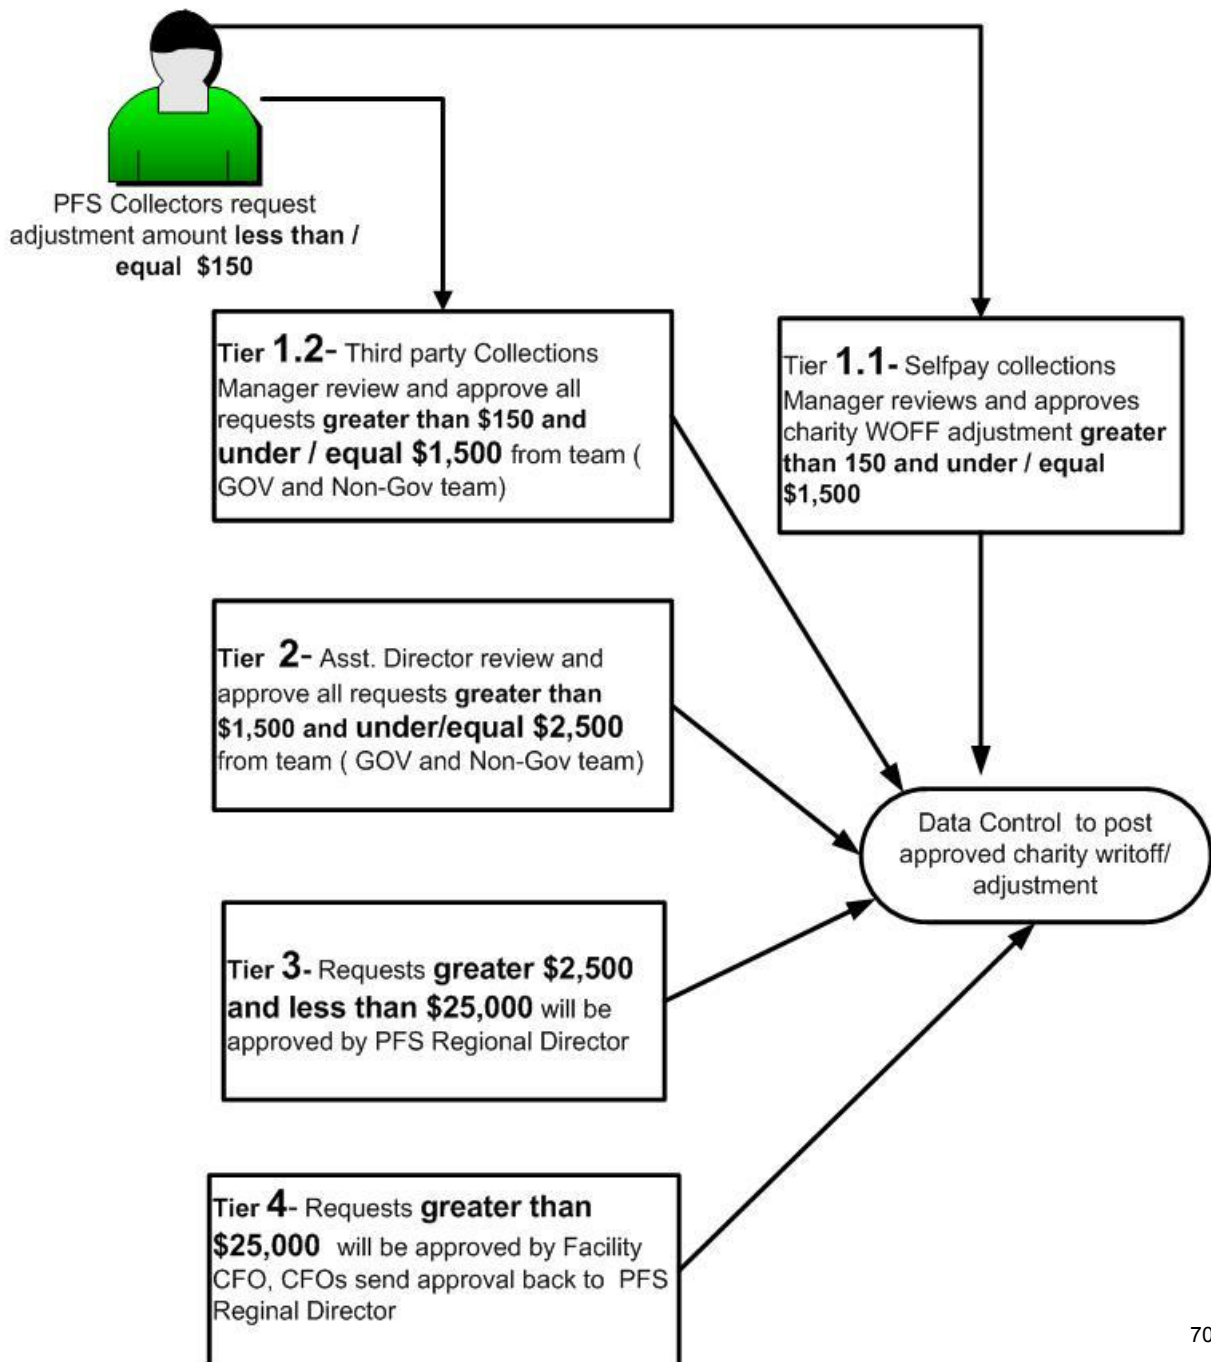 PFS Collectors request
adjustment amount less than /
equal $150
Tier 1.2- Third party Collections
Manager review and approve all
requests greater than $150 and
under / equal $1,500 from team (
GOV and Non-Gov team)
Tier 1.1- Selfpay collections
Manager reviews and approves
charity WOFF adjustment greater
than 150 and under / equal
$1,500
Tier 2- Asst. Director review and
approve all requests greater than
$1,500 and under/equal $2,500
from team ( GOV and Non-Gov team)
Data Control to post
approved charity writoff/
adjustment
Tier 3- Requests greater $2,500
and less than $25,000 will be
approved by PFS Regional Director
Tier 4- Requests greater than
$25,000 will be approved by Facility
CFO, CFOs send approval back to PFS
Reginal Director
70